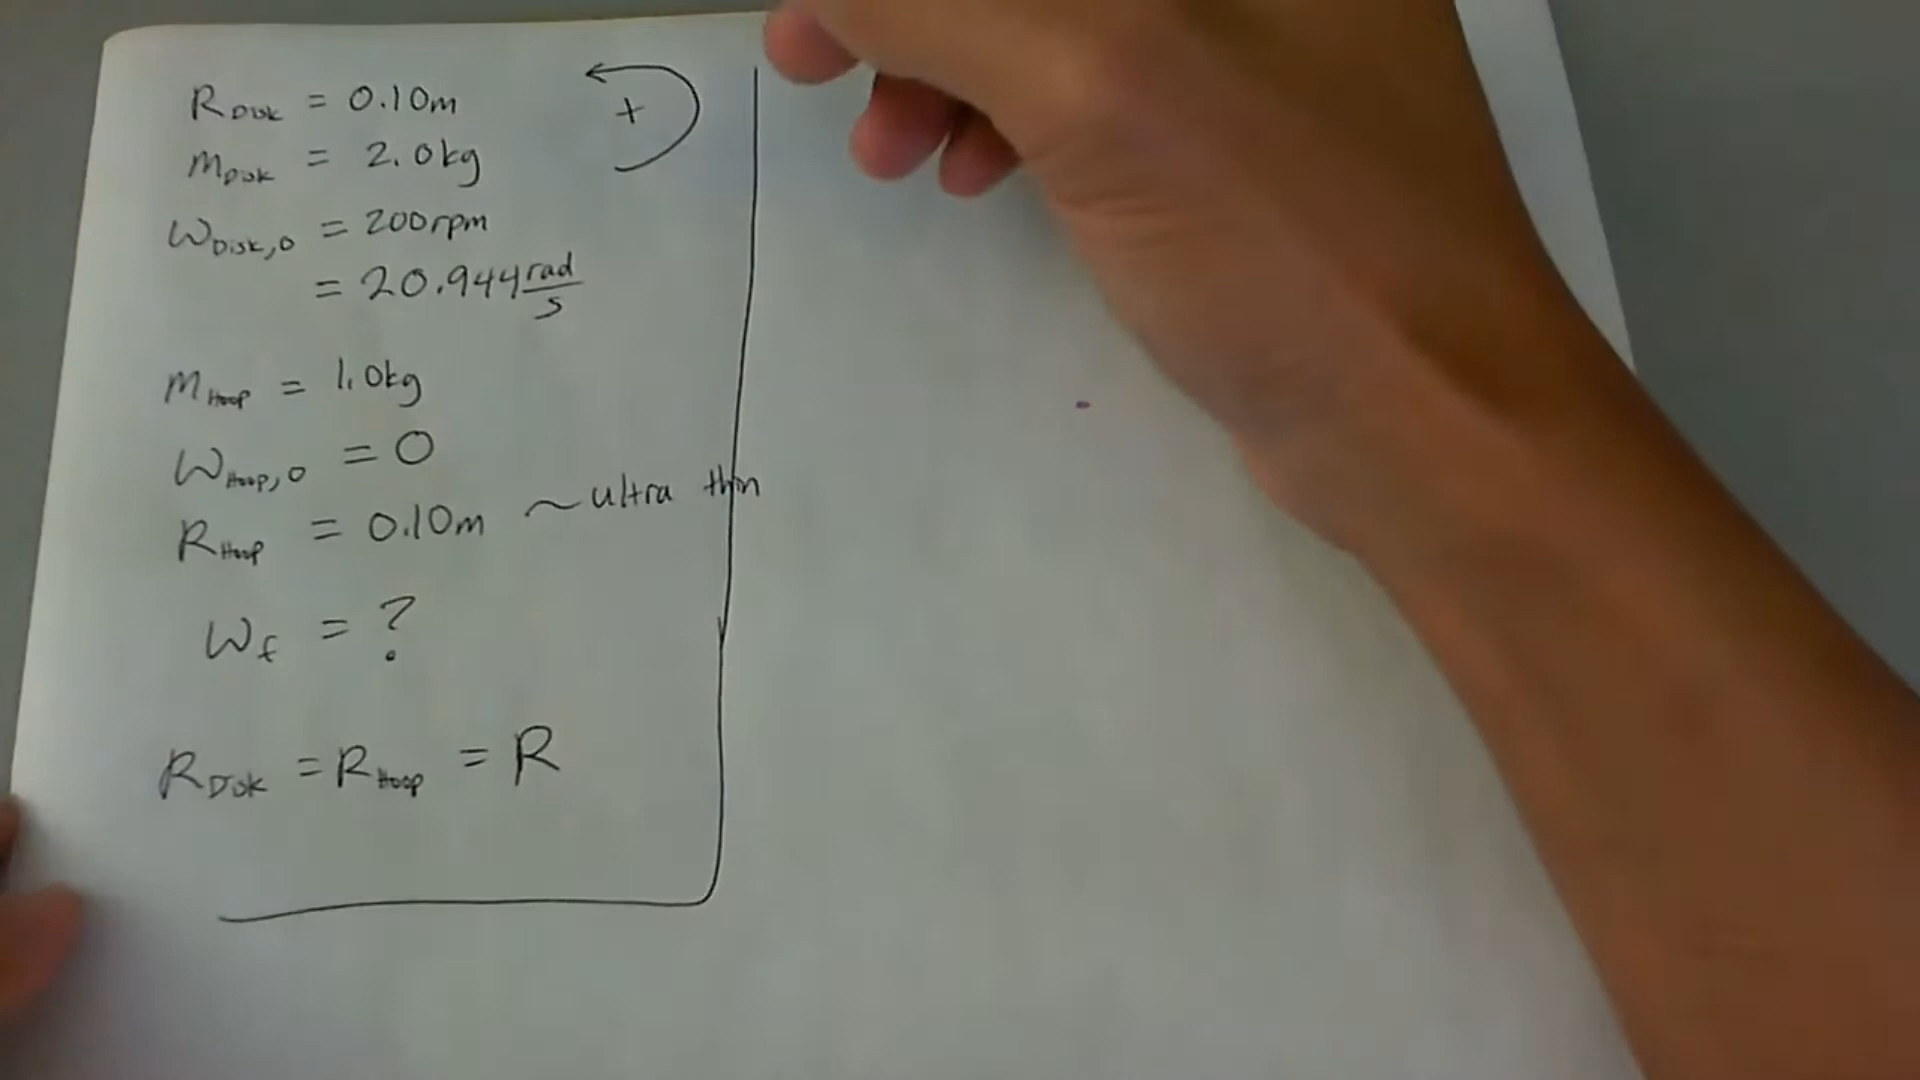 R_Disk = 0.10m
+
m_Disk = 2.0kg
ω_Disk,0 = 200rpm
= 20.944 rad/s
m_Hoop = 1.0kg
ω_Hoop,0 = 0
R_Hoop = 0.10m ~ultra thin
ω_f = ?
R_Disk = R_Hoop = R